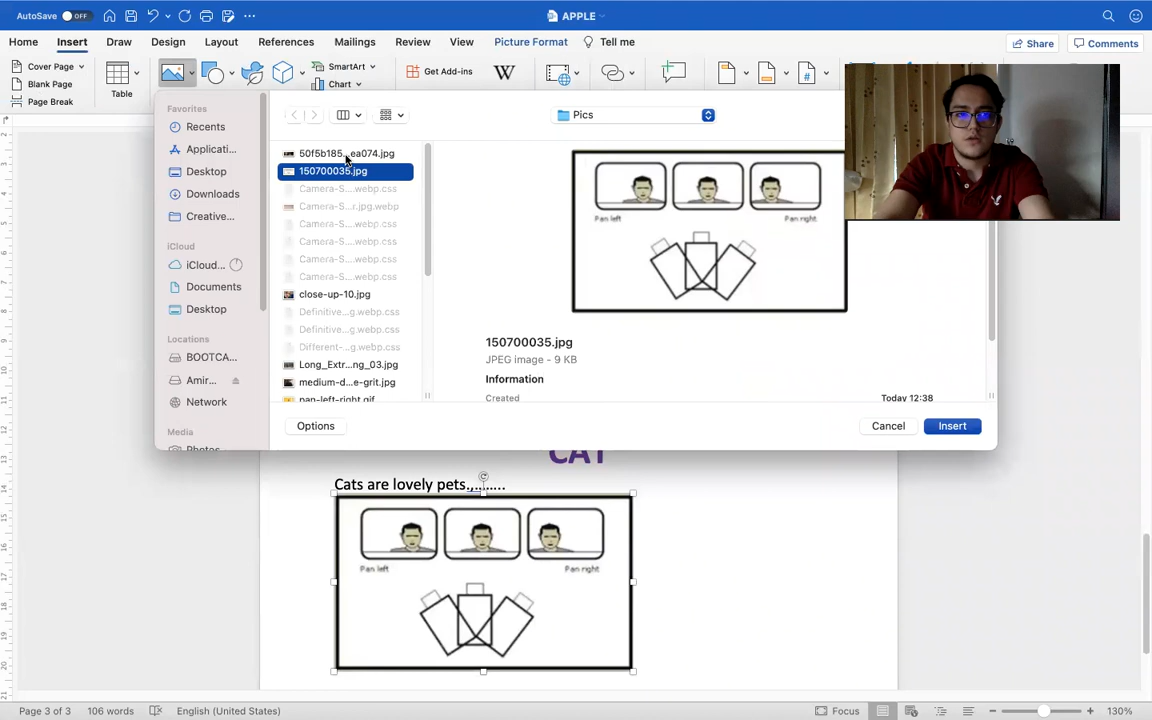 AutoSave OFF
APPLE
Home Insert Draw Design Layout References Mailings Review View Picture Format Tell me
Share Comments
Cover Page
Blank Page
Page Break
Table
SmartArt
Chart
Get Add-ins
Favorites
Recents
Applicati...
Desktop
Downloads
Creative...
iCloud
iCloud...
Documents
Desktop
Locations
BOOTCA...
Amir...
Network
Media
Photos
Pics
50f5b185...ea074.jpg
150700035.jpg
Camera-S....webp.css
Camera-S...r.jpg.webp
Camera-S....webp.css
Camera-S....webp.css
Camera-S....webp.css
Camera-S....webp.css
close-up-10.jpg
Definitive...g.webp.css
Definitive...g.webp.css
Different-...g.webp.css
Long_Extr...ng_03.jpg
medium-d...e-grit.jpg
pan-left-right.gif
Pan left Pan right
150700035.jpg
JPEG image - 9 KB
Information
Created Today 12:38
Options
Cancel
Insert
CAT
Cats are lovely pets.,.......
Pan left Pan right
Page 3 of 3 106 words English (United States) Focus 130%